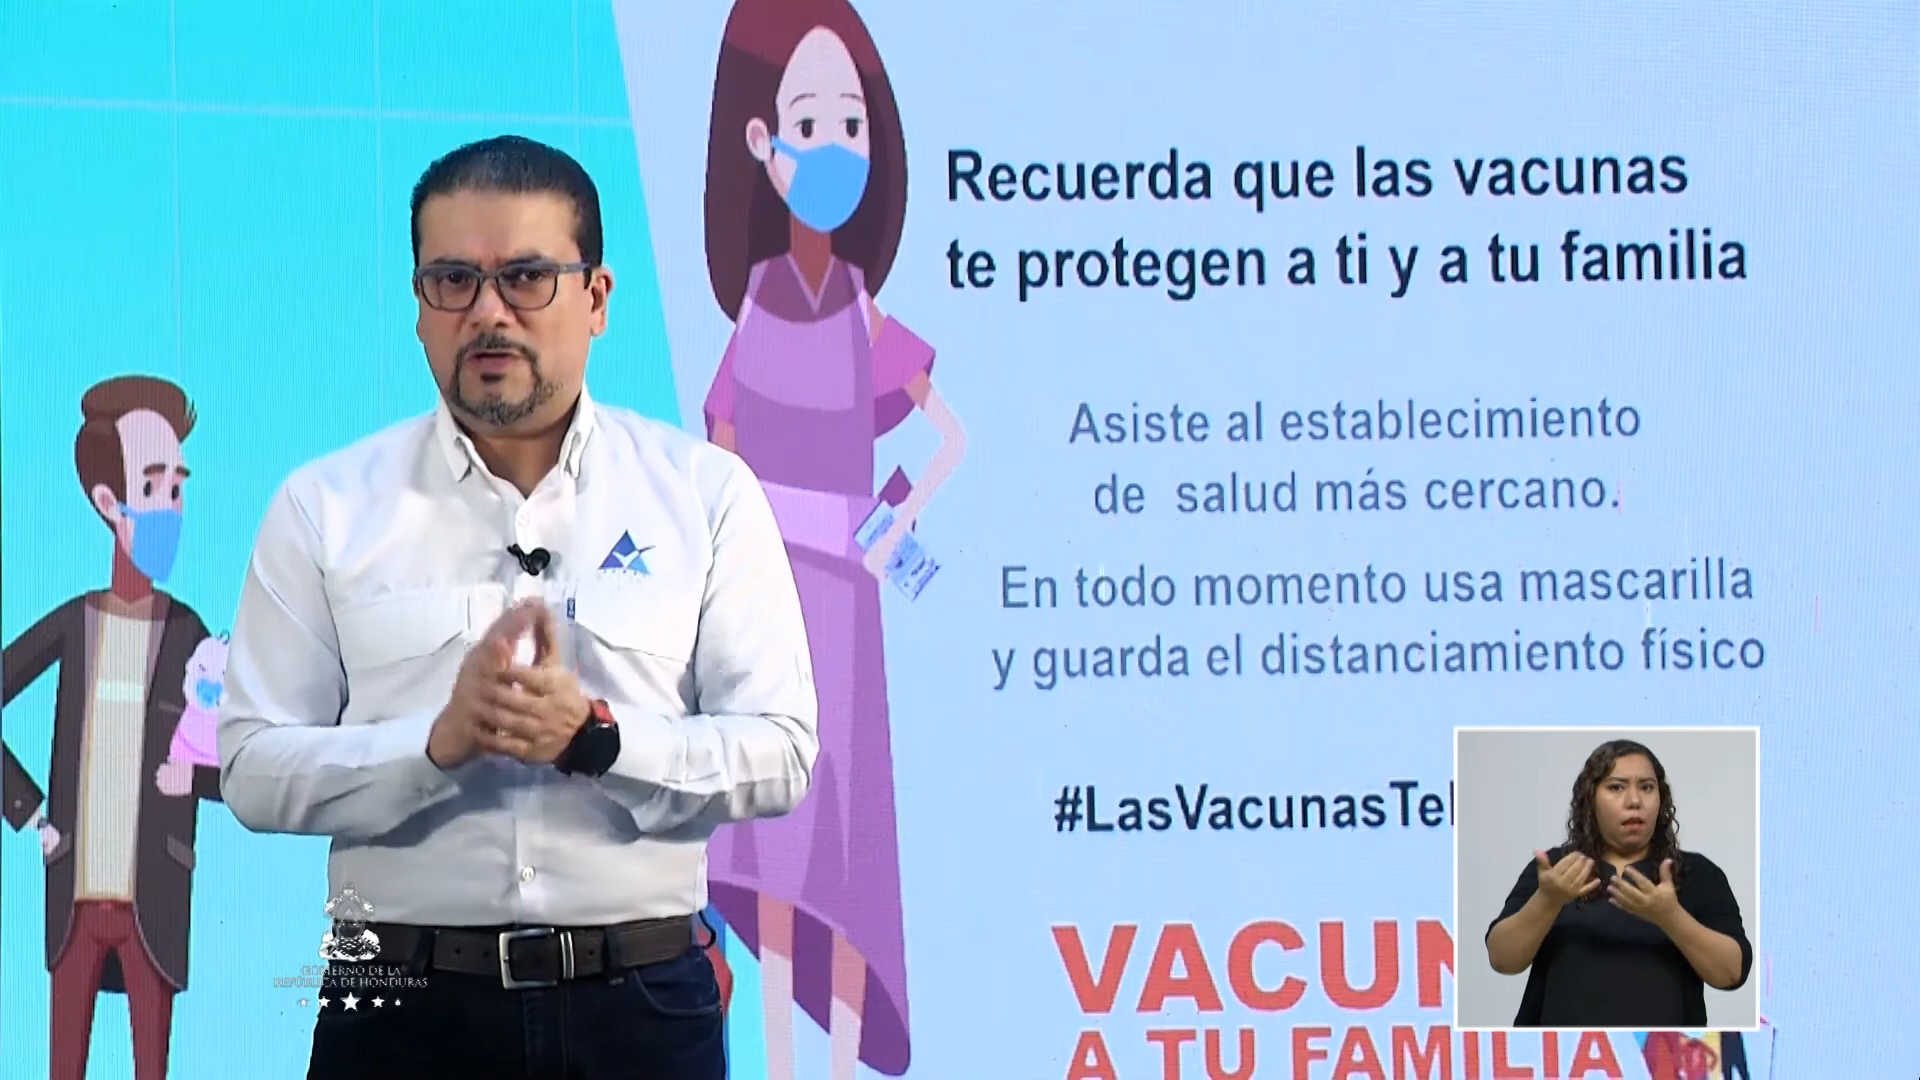 Recuerda que las vacunas
te protegen a ti y a tu familia
Asiste al establecimiento
de salud más cercano.
En todo momento usa mascarilla
y guarda el distanciamiento físico
#LasVacunasTe
VACUN
A TU FAMILIA
GOBIERNO DE LA
REPÚBLICA DE HONDURAS